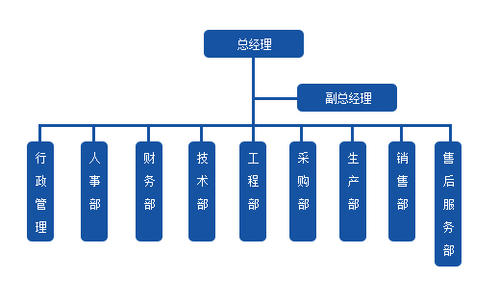 总经理
副总经理
行政管理
人事部
财务部
技术部
工程部
采购部
生产部
销售部
售后服务部